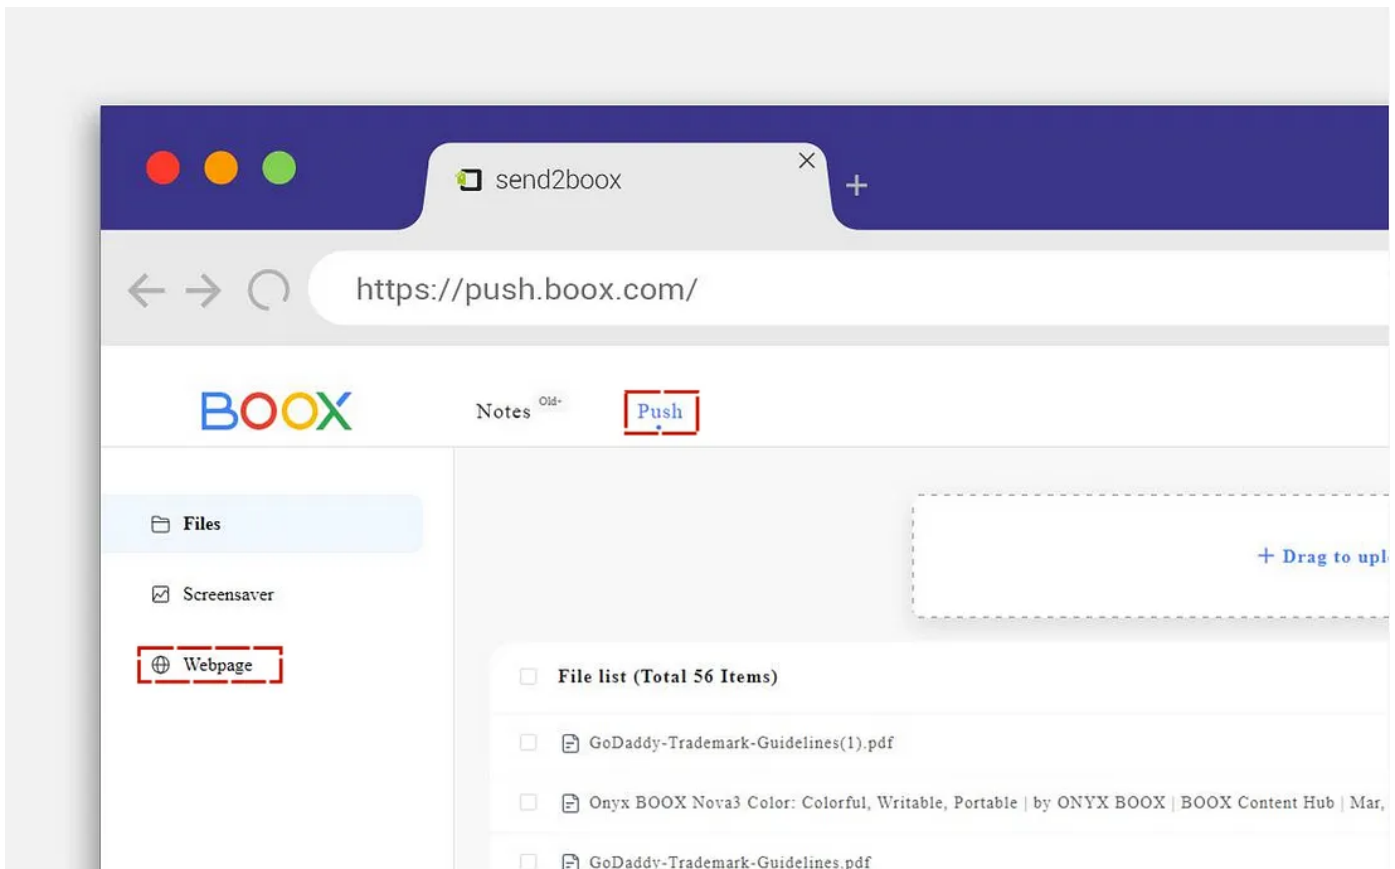 send2boox
https://push.boox.com/
BOOX
Notes Old+
Push
Files
Screensaver
Webpage
+ Drag to upl
File list (Total 56 Items)
GoDaddy-Trademark-Guidelines(1).pdf
Onyx BOOX Nova3 Color: Colorful, Writable, Portable | by ONYX BOOX | BOOX Content Hub | Mar,
GoDaddy-Trademark-Guidelines.pdf